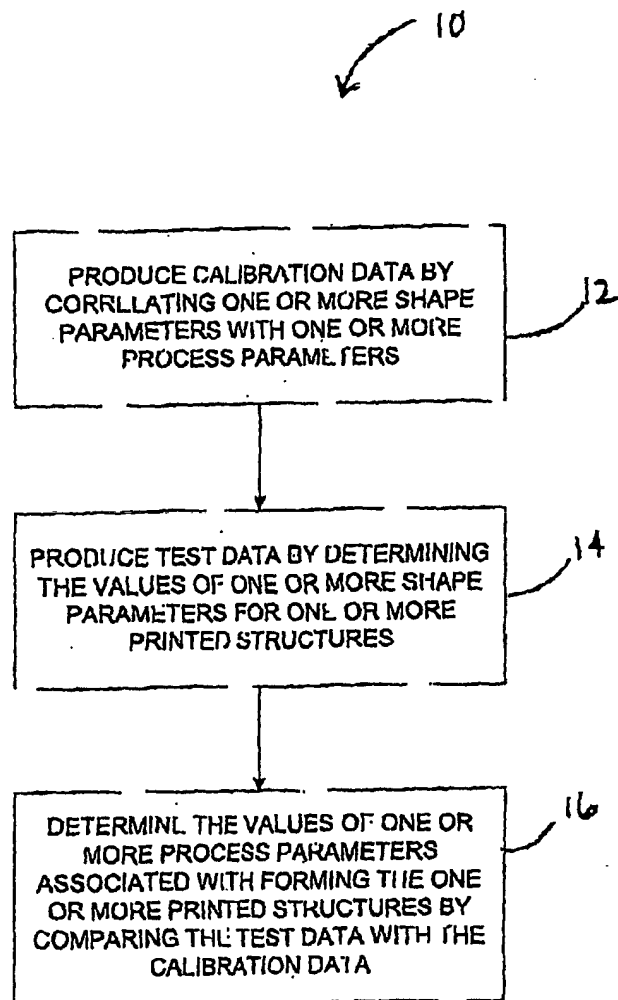 10
PRODUCE CALIBRATION DATA BY
CORRELATING ONE OR MORE SHAPE
PARAMETERS WITH ONE OR MORE
PROCESS PARAMETERS
12
PRODUCE TEST DATA BY DETERMINING
THE VALUES OF ONE OR MORE SHAPE
PARAMETERS FOR ONE OR MORE
PRINTED STRUCTURES
14
DETERMINE THE VALUES OF ONE OR
MORE PROCESS PARAMETERS
ASSOCIATED WITH FORMING THE ONE
OR MORE PRINTED STRUCTURES BY
COMPARING THE TEST DATA WITH THE
CALIBRATION DATA
16